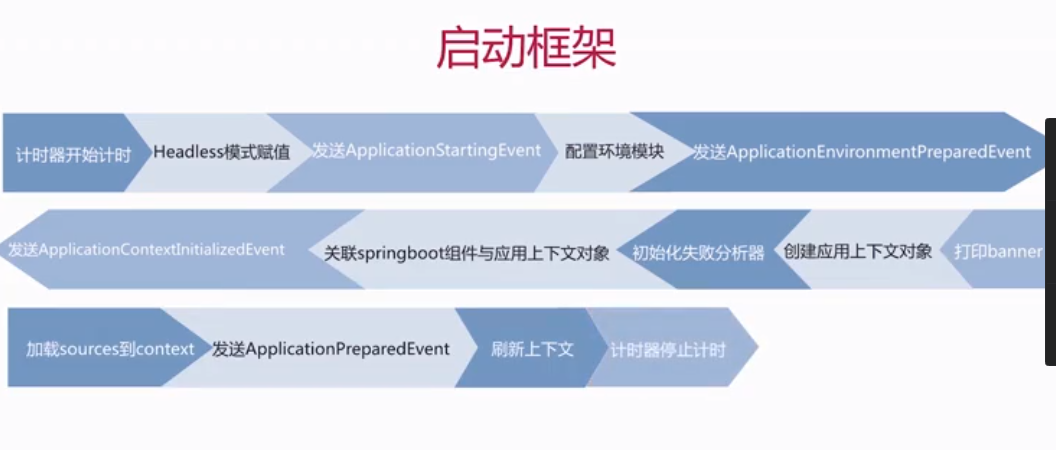 启动框架
计时器开始计时
Headless模式赋值
发送ApplicationStartingEvent
配置环境模块
发送ApplicationEnvironmentPreparedEvent
打印banner
创建应用上下文对象
初始化失败分析器
关联springboot组件与应用上下文对象
发送ApplicationContextInitializedEvent
加载sources到context
发送ApplicationPreparedEvent
刷新上下文
计时器停止计时